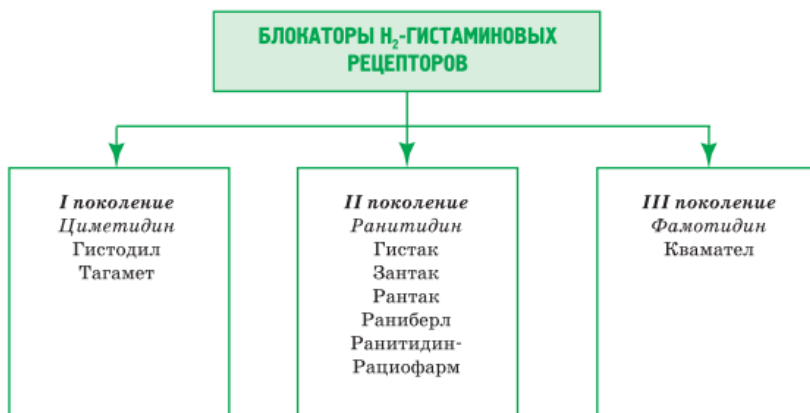 БЛОКАТОРЫ H₂-ГИСТАМИНОВЫХ
РЕЦЕПТОРОВ
I поколение
Циметидин
Гистодил
Тагамет
II поколение
Ранитидин
Гистак
Зантак
Рантак
Раниберл
Ранитидин-
Рациофарм
III поколение
Фамотидин
Квамател